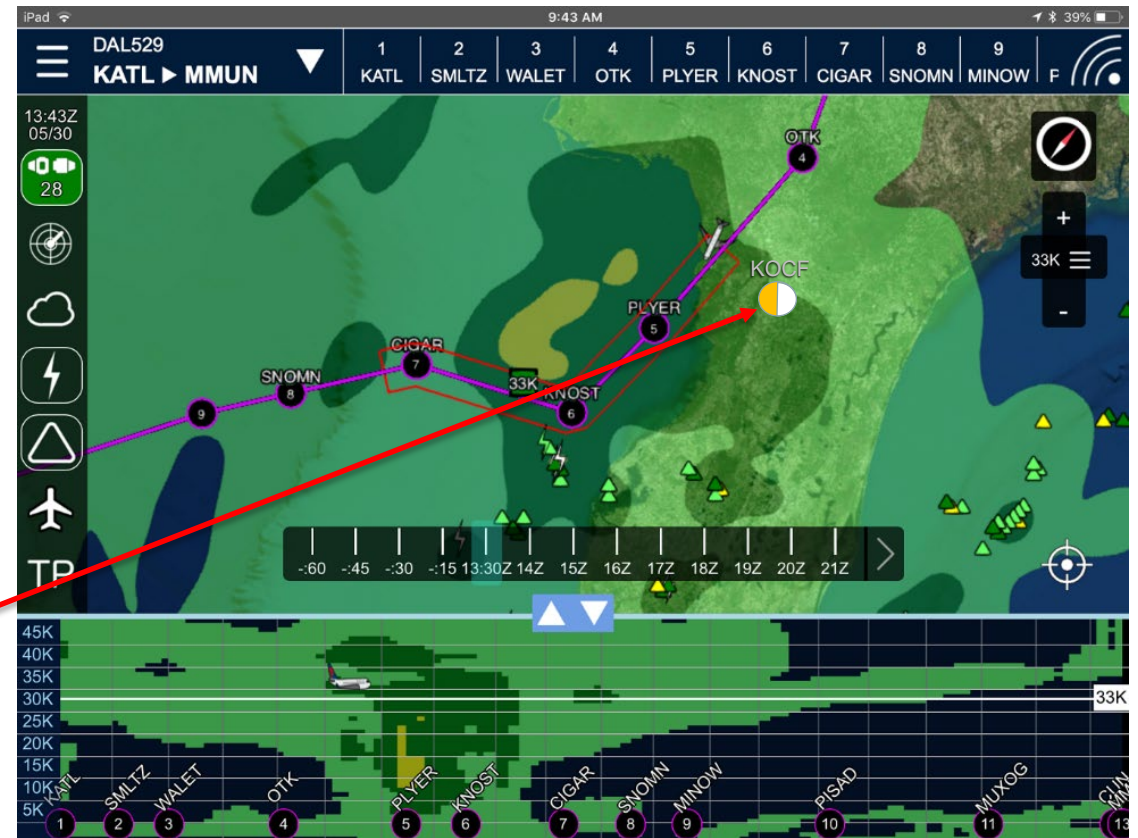 iPad 9:43 AM 39%
DAL529
KATL ▶ MMUN
1 2 3 4 5 6 7 8 9
KATL SMLTZ WALET OTK PLYER KNOST CIGAR SNOMN MINOW P
13:43Z
05/30
28
OTK
4
+
33K
-
KOCF
PLYER
5
CIGAR
7
33K
KNOST
6
SNOMN
8
9
TP
-:60 -:45 -:30 -:15 13:30Z 14Z 15Z 16Z 17Z 18Z 19Z 20Z 21Z
45K
40K
35K
30K
33K
25K
20K
15K
10K
5K
KATL SMLTZ WALET OTK PLYER KNOST CIGAR SNOMN MINOW PISAD MUXOG
1 2 3 4 5 6 7 8 9 10 11 13